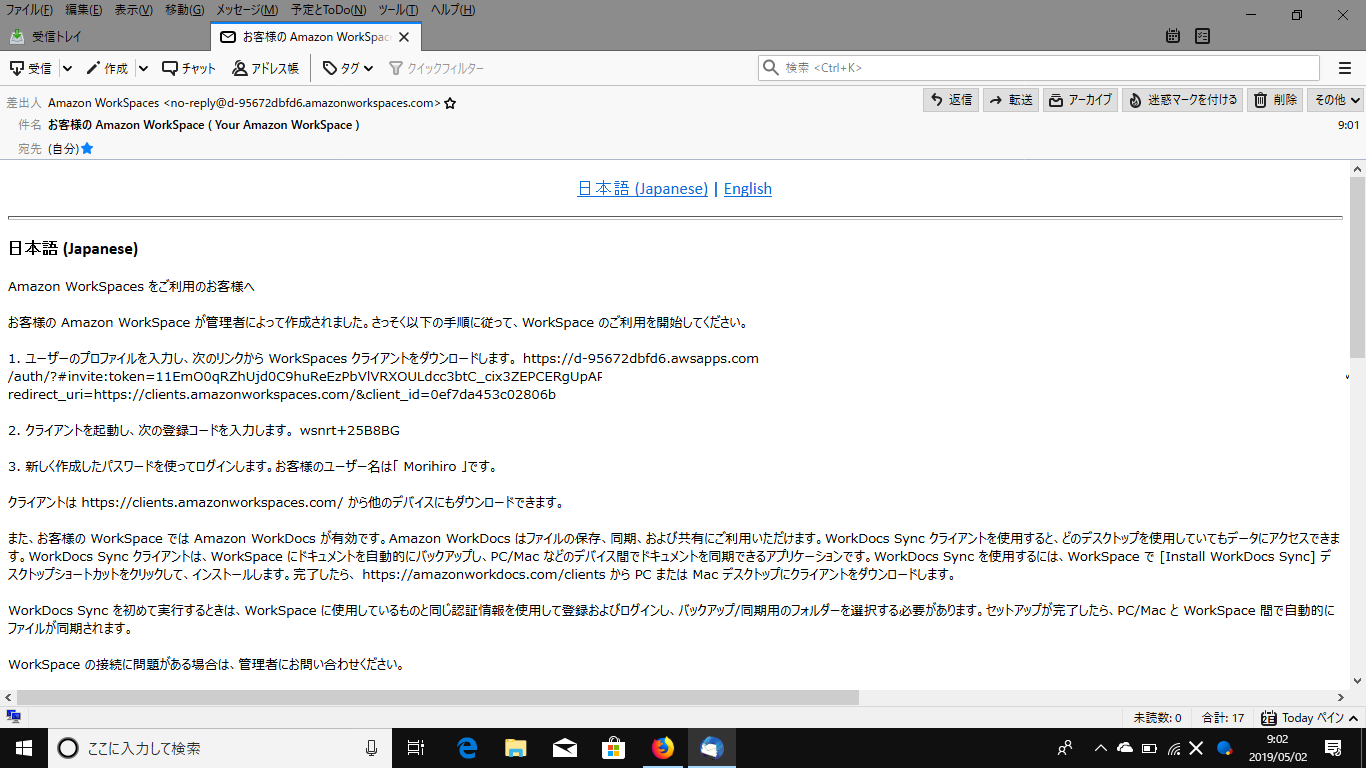 ファイル(F) 編集(E) 表示(V) 移動(G) メッセージ(M) 予定とToDo(N) ツール(T) ヘルプ(H)
受信トレイ お客様の Amazon WorkSpac
受信 作成 チャット アドレス帳 タグ クイックフィルター 検索 <Ctrl+K>
差出人 Amazon WorkSpaces <no-reply@d-95672dbfd6.amazonworkspaces.com> 返信 転送 アーカイブ 迷惑マークを付ける 削除 その他
件名 お客様の Amazon WorkSpace ( Your Amazon WorkSpace ) 9:01
宛先 (自分)
日本語 (Japanese) | English
日本語 (Japanese)
Amazon WorkSpaces をご利用のお客様へ
お客様の Amazon WorkSpace が管理者によって作成されました。さっそく以下の手順に従って、WorkSpace のご利用を開始してください。
1. ユーザーのプロファイルを入力し、次のリンクから WorkSpaces クライアントをダウンロードします。 https://d-95672dbfd6.awsapps.com
/auth/?#invite:token=11EmO0qRZhUjd0C9huReEzPbVlVRXOULdcc3btC_cix3ZEPCERgUpAF
redirect_uri=https://clients.amazonworkspaces.com/&client_id=0ef7da453c02806b
2. クライアントを起動し、次の登録コードを入力します。 wsnrt+25B8BG
3. 新しく作成したパスワードを使ってログインします。お客様のユーザー名は「 Morihiro 」です。
クライアントは https://clients.amazonworkspaces.com/ から他のデバイスにもダウンロードできます。
また、お客様の WorkSpace では Amazon WorkDocs が有効です。Amazon WorkDocs はファイルの保存、同期、および共有にご利用いただけます。WorkDocs Sync クライアントを使用すると、どのデスクトップを使用していてもデータにアクセスできま
す。WorkDocs Sync クライアントは、WorkSpace にドキュメントを自動的にバックアップし、PC/Mac などのデバイス間でドキュメントを同期できるアプリケーションです。WorkDocs Sync を使用するには、WorkSpace で [Install WorkDocs Sync] デ
スクトップショートカットをクリックして、インストールします。完了したら、 https://amazonworkdocs.com/clients から PC または Mac デスクトップにクライアントをダウンロードします。
WorkDocs Sync を初めて実行するときは、WorkSpace に使用しているものと同じ認証情報を使用して登録およびログインし、バックアップ/同期用のフォルダーを選択する必要があります。セットアップが完了したら、PC/Mac と WorkSpace 間で自動的に
ファイルが同期されます。
WorkSpace の接続に問題がある場合は、管理者にお問い合わせください。
未読数: 0 合計: 17 Today ペイン
ここに入力して検索 9:02
2019/05/02